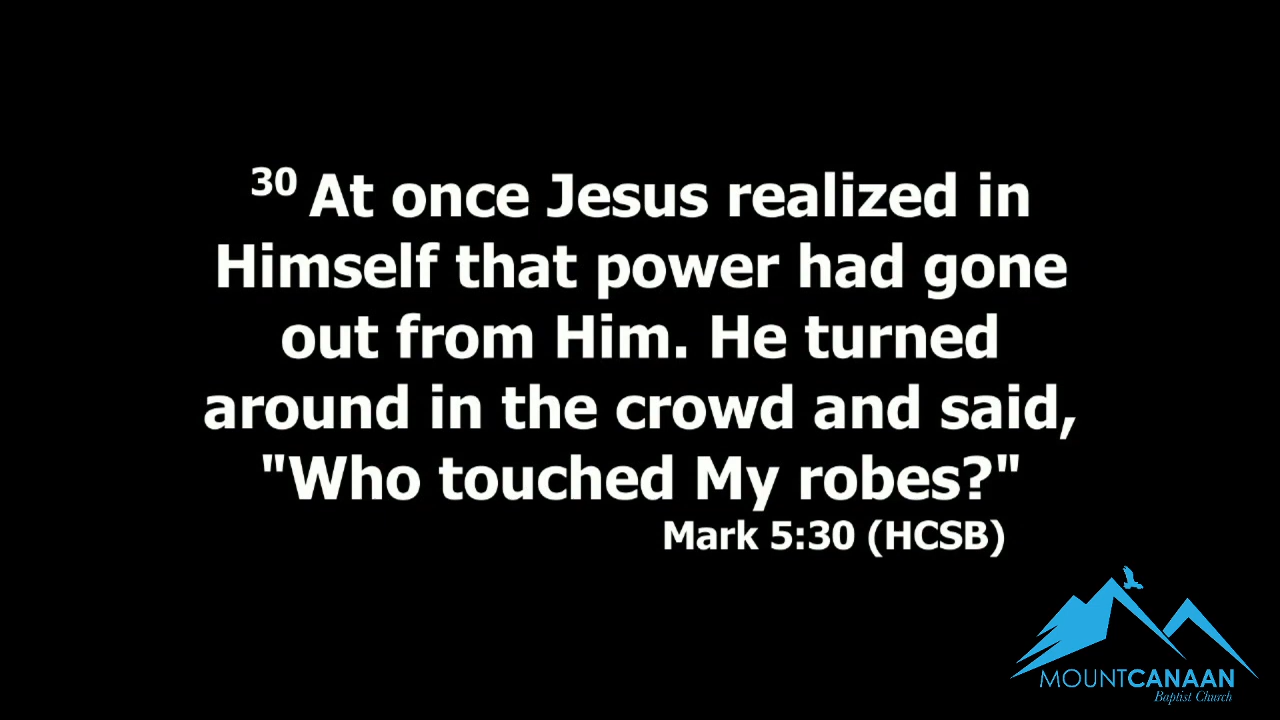 30 At once Jesus realized in
Himself that power had gone
out from Him. He turned
around in the crowd and said,
"Who touched My robes?"
Mark 5:30 (HCSB)
MOUNTCANAAN
Baptist Church